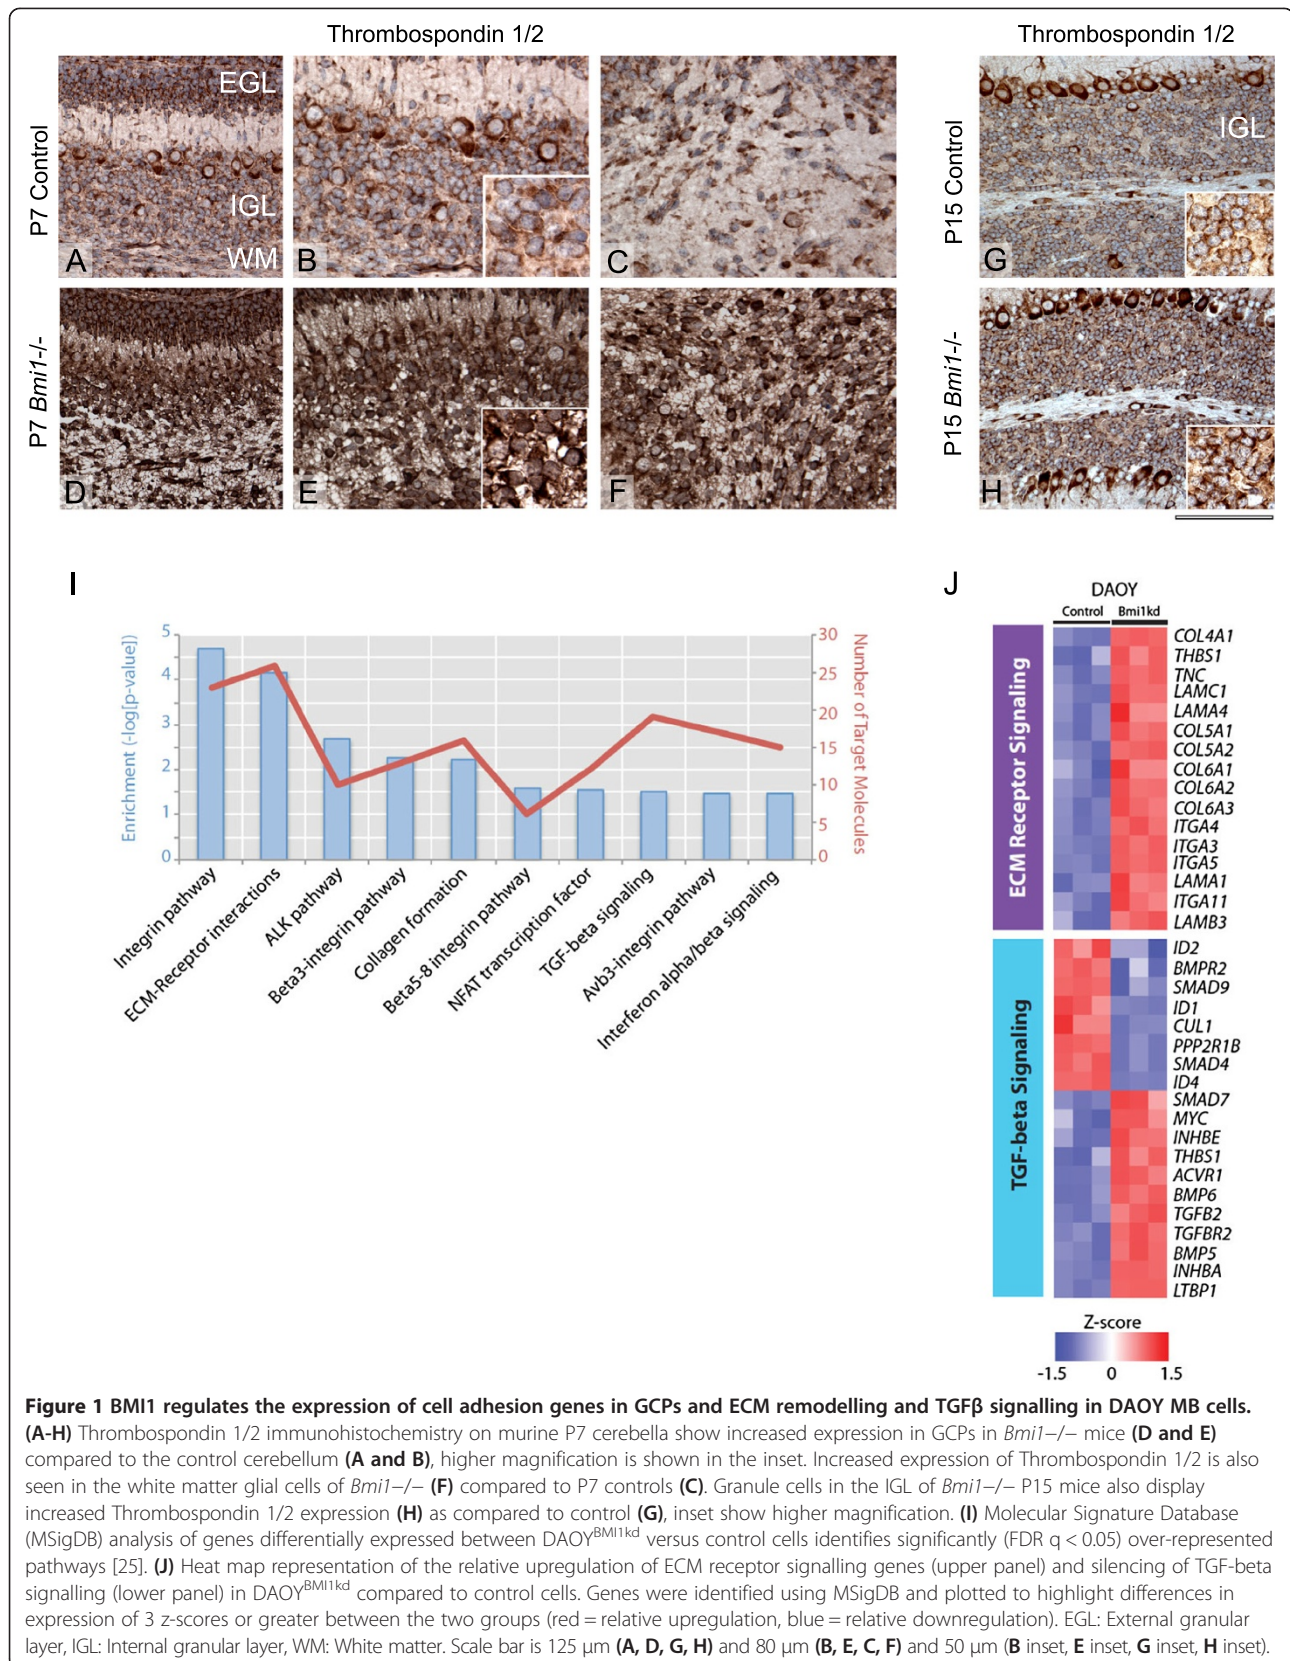 Thrombospondin 1/2
Thrombospondin 1/2
P7 Control
EGL
IGL
WM
A
B
C
P15 Control
IGL
G
P7 Bmi1-/-
D
E
F
P15 Bmi1-/-
H
I
Enrichment (-log[p-value])
5
4
3
2
1
0
30
25
20
15
10
5
0
Number of Target Molecules
Integrin pathway
ECM-Receptor interactions
ALK pathway
Beta3-integrin pathway
Collagen formation
Beta5-8 integrin pathway
NFAT transcription factor
TGF-beta signaling
Avb3-integrin pathway
Interferon alpha/beta signaling
J
DAOY
Control Bmi1kd
ECM Receptor Signaling
COL4A1
THBS1
TNC
LAMC1
LAMA4
COL5A1
COL5A2
COL6A1
COL6A2
COL6A3
ITGA4
ITGA3
ITGA5
LAMA1
ITGA11
LAMB3
TGF-beta Signaling
ID2
BMPR2
SMAD9
ID1
CUL1
PPP2R1B
SMAD4
ID4
SMAD7
MYC
INHBE
THBS1
ACVR1
BMP6
TGFB2
TGFBR2
BMP5
INHBA
LTBP1
Z-score
-1.5 0 1.5
Figure 1 BMI1 regulates the expression of cell adhesion genes in GCPs and ECM remodelling and TGFβ signalling in DAOY MB cells.
(A-H) Thrombospondin 1/2 immunohistochemistry on murine P7 cerebella show increased expression in GCPs in Bmi1−/− mice (D and E)
compared to the control cerebellum (A and B), higher magnification is shown in the inset. Increased expression of Thrombospondin 1/2 is also
seen in the white matter glial cells of Bmi1−/− (F) compared to P7 controls (C). Granule cells in the IGL of Bmi1−/− P15 mice also display
increased Thrombospondin 1/2 expression (H) as compared to control (G), inset show higher magnification. (I) Molecular Signature Database
(MSigDB) analysis of genes differentially expressed between DAOYBMI1kd versus control cells identifies significantly (FDR q < 0.05) over-represented
pathways [25]. (J) Heat map representation of the relative upregulation of ECM receptor signalling genes (upper panel) and silencing of TGF-beta
signalling (lower panel) in DAOYBMI1kd compared to control cells. Genes were identified using MSigDB and plotted to highlight differences in
expression of 3 z-scores or greater between the two groups (red = relative upregulation, blue = relative downregulation). EGL: External granular
layer, IGL: Internal granular layer, WM: White matter. Scale bar is 125 μm (A, D, G, H) and 80 μm (B, E, C, F) and 50 μm (B inset, E inset, G inset, H inset).